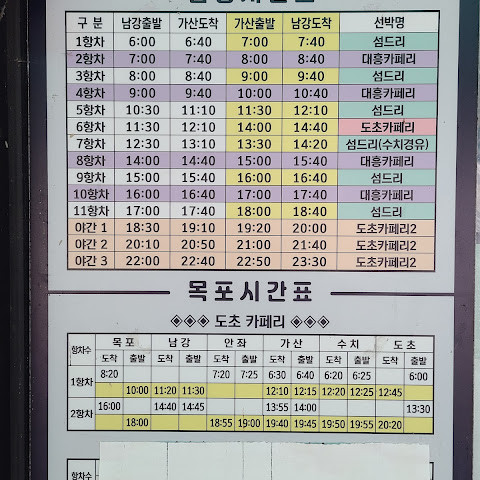 구 분 남강출발 가산도착 가산출발 남강도착 선박명
1항차 6:00 6:40 7:00 7:40 섬드리
2항차 7:00 7:40 8:00 8:40 대흥카페리
3항차 8:00 8:40 9:00 9:40 섬드리
4항차 9:00 9:40 10:00 10:40 대흥카페리
5항차 10:30 11:10 11:30 12:10 섬드리
6항차 11:30 12:10 14:00 14:40 도초카페리
7항차 12:30 13:10 13:30 14:20 섬드리(수치경유)
8항차 14:00 14:40 15:00 15:40 대흥카페리
9항차 15:00 15:40 16:00 16:40 섬드리
10항차 16:00 16:40 17:00 17:40 대흥카페리
11항차 17:00 17:40 18:00 18:40 섬드리
야간 1 18:30 19:10 19:20 20:00 도초카페리2
야간 2 20:10 20:50 21:00 21:40 도초카페리2
야간 3 22:00 22:40 22:50 23:30 도초카페리2
목포시간표
◈◈◈ 도초 카페리 ◈◈◈
항차수 목 포 남 강 안 좌 가 산 수 치 도 초
도착 출발 도착 출발 도착 출발 도착 출발 도착 출발 도착 출발
1항차 8:20 7:20 7:25 6:30 6:40 6:20 6:25 6:00
10:00 11:20 11:30 12:10 12:15 12:20 12:25 12:45
2항차 16:00 14:40 14:45 13:55 14:00 13:30
18:00 18:55 19:00 19:40 19:45 19:50 19:55 20:20
항차수